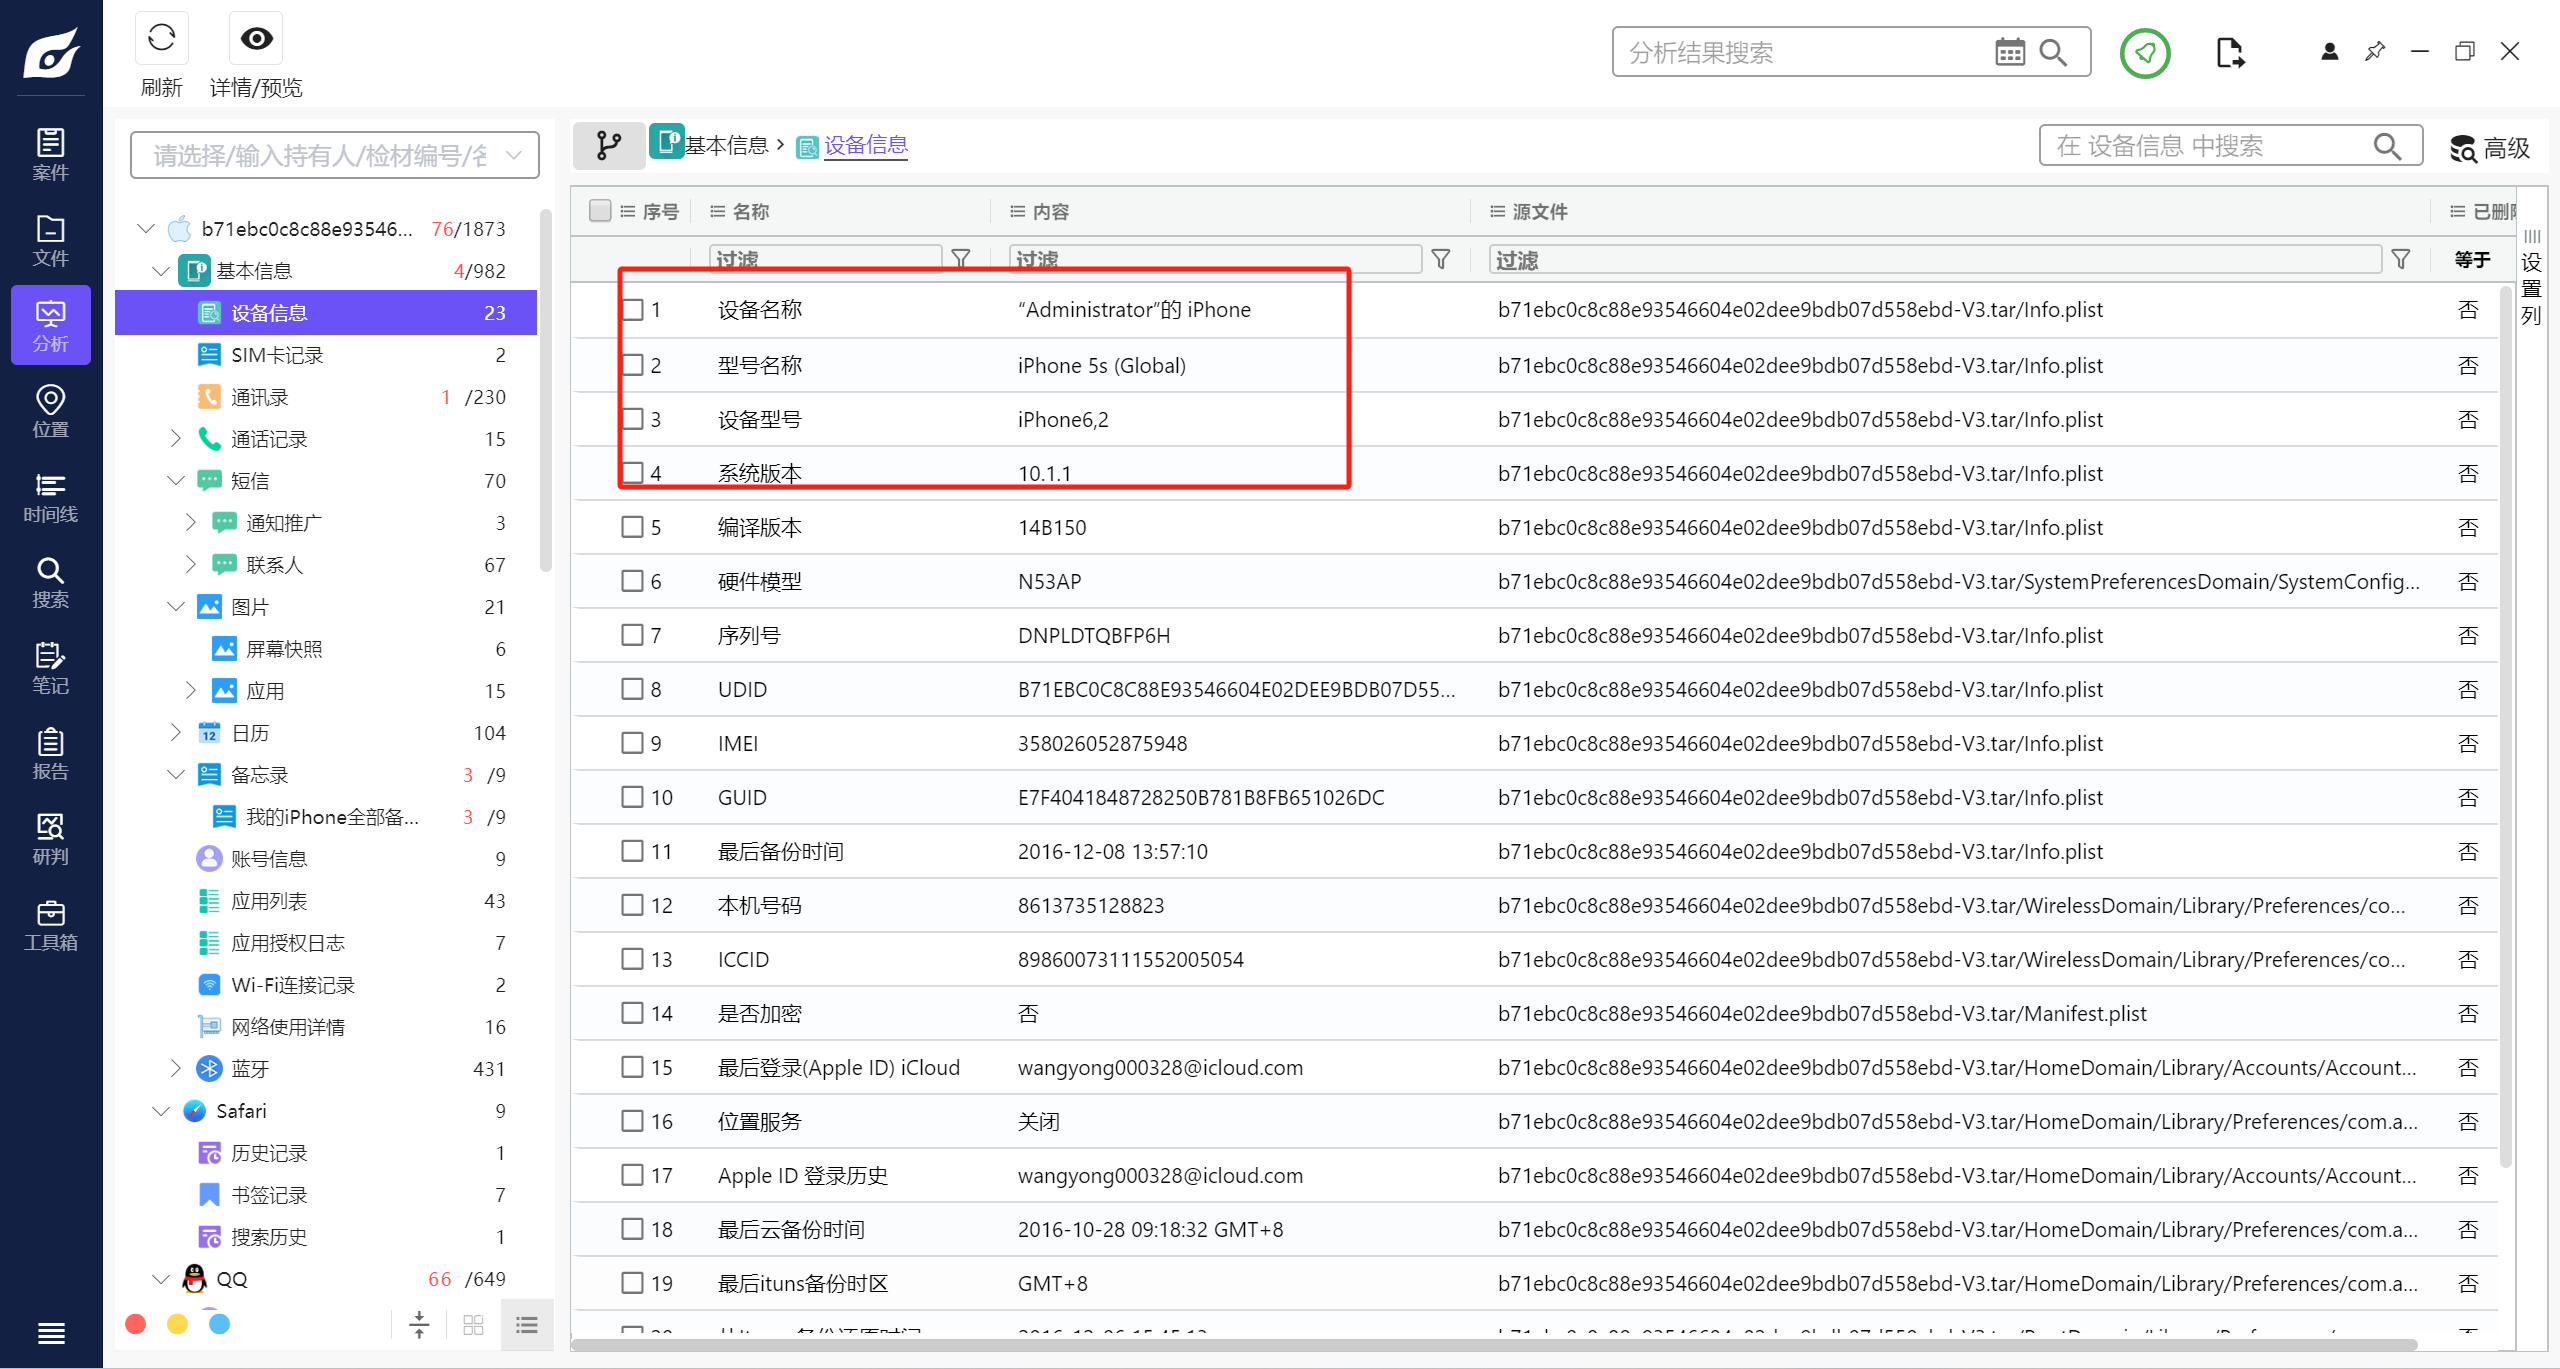 刷新
详情/预览
分析结果搜索
案件
文件
分析
位置
时间线
搜索
笔记
报告
研判
工具箱
请选择/输入持有人/检材编号/名
b71ebc0c8c88e93546... 76/1873
基本信息 4/982
设备信息 23
SIM卡记录 2
通讯录 1 /230
通话记录 15
短信 70
通知推广 3
联系人 67
图片 21
屏幕快照 6
应用 15
日历 104
备忘录 3 /9
我的iPhone全部备... 3 /9
账号信息 9
应用列表 43
应用授权日志 7
Wi-Fi连接记录 2
网络使用详情 16
蓝牙 431
Safari 9
历史记录 1
书签记录 7
搜索历史 1
QQ 66 /649
基本信息 › 设备信息
在 设备信息 中搜索
高级
序号 名称 内容 源文件 已删
过滤 过滤 过滤 等于
设置列
1 设备名称 “Administrator”的 iPhone b71ebc0c8c88e93546604e02dee9bdb07d558ebd-V3.tar/Info.plist 否
2 型号名称 iPhone 5s (Global) b71ebc0c8c88e93546604e02dee9bdb07d558ebd-V3.tar/Info.plist 否
3 设备型号 iPhone6,2 b71ebc0c8c88e93546604e02dee9bdb07d558ebd-V3.tar/Info.plist 否
4 系统版本 10.1.1 b71ebc0c8c88e93546604e02dee9bdb07d558ebd-V3.tar/Info.plist 否
5 编译版本 14B150 b71ebc0c8c88e93546604e02dee9bdb07d558ebd-V3.tar/Info.plist 否
6 硬件模型 N53AP b71ebc0c8c88e93546604e02dee9bdb07d558ebd-V3.tar/SystemPreferencesDomain/SystemConfig... 否
7 序列号 DNPLDTQBFP6H b71ebc0c8c88e93546604e02dee9bdb07d558ebd-V3.tar/Info.plist 否
8 UDID B71EBC0C8C88E93546604E02DEE9BDB07D55... b71ebc0c8c88e93546604e02dee9bdb07d558ebd-V3.tar/Info.plist 否
9 IMEI 358026052875948 b71ebc0c8c88e93546604e02dee9bdb07d558ebd-V3.tar/Info.plist 否
10 GUID E7F4041848728250B781B8FB651026DC b71ebc0c8c88e93546604e02dee9bdb07d558ebd-V3.tar/Info.plist 否
11 最后备份时间 2016-12-08 13:57:10 b71ebc0c8c88e93546604e02dee9bdb07d558ebd-V3.tar/Info.plist 否
12 本机号码 8613735128823 b71ebc0c8c88e93546604e02dee9bdb07d558ebd-V3.tar/WirelessDomain/Library/Preferences/co... 否
13 ICCID 89860073111552005054 b71ebc0c8c88e93546604e02dee9bdb07d558ebd-V3.tar/WirelessDomain/Library/Preferences/co... 否
14 是否加密 否 b71ebc0c8c88e93546604e02dee9bdb07d558ebd-V3.tar/Manifest.plist 否
15 最后登录(Apple ID) iCloud wangyong000328@icloud.com b71ebc0c8c88e93546604e02dee9bdb07d558ebd-V3.tar/HomeDomain/Library/Accounts/Account... 否
16 位置服务 关闭 b71ebc0c8c88e93546604e02dee9bdb07d558ebd-V3.tar/HomeDomain/Library/Preferences/com.a... 否
17 Apple ID 登录历史 wangyong000328@icloud.com b71ebc0c8c88e93546604e02dee9bdb07d558ebd-V3.tar/HomeDomain/Library/Accounts/Account... 否
18 最后云备份时间 2016-10-28 09:18:32 GMT+8 b71ebc0c8c88e93546604e02dee9bdb07d558ebd-V3.tar/HomeDomain/Library/Preferences/com.a... 否
19 最后ituns备份时区 GMT+8 b71ebc0c8c88e93546604e02dee9bdb07d558ebd-V3.tar/HomeDomain/Library/Preferences/com.a... 否